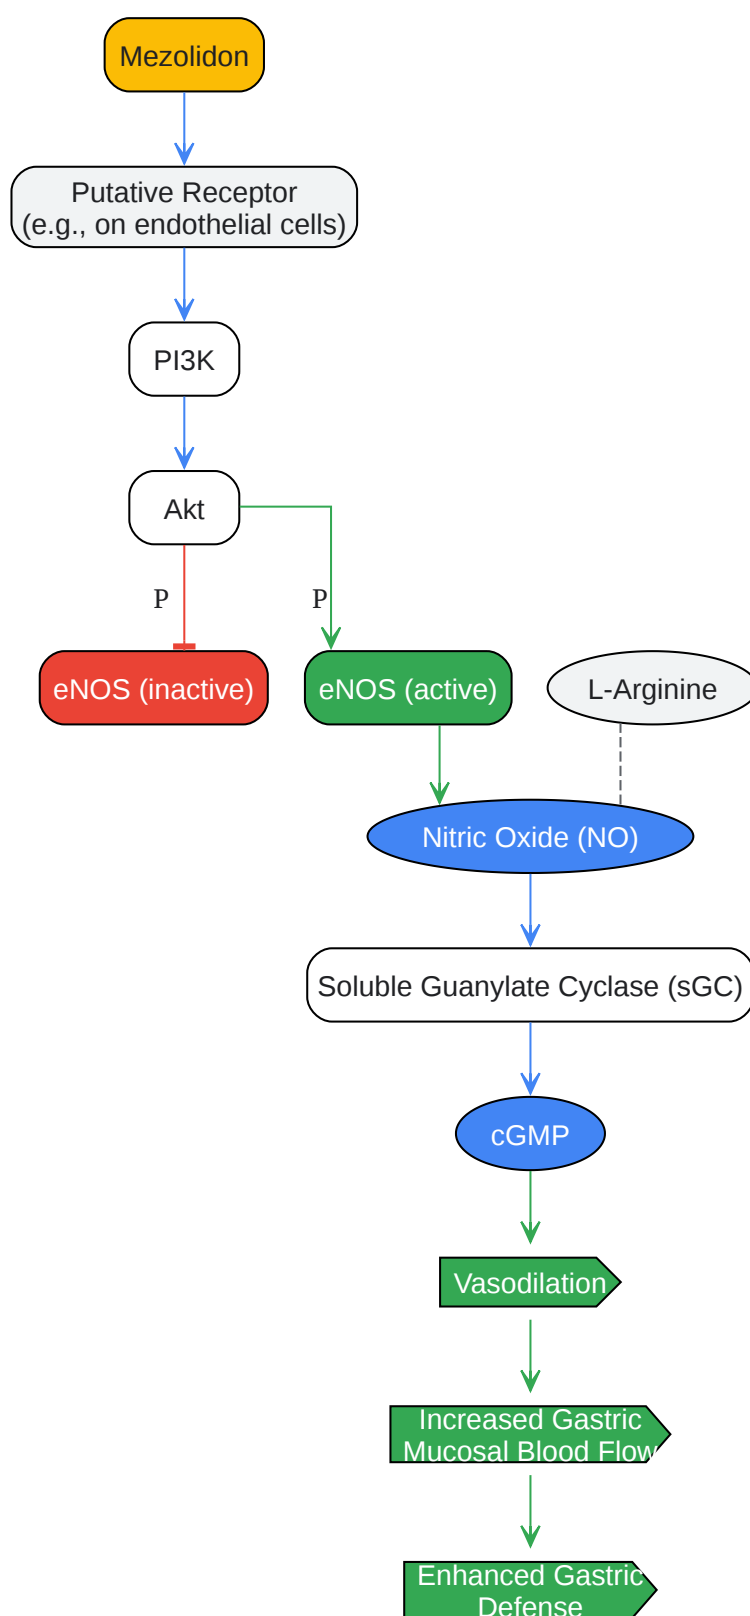 Mezolidon
Putative Receptor
(e.g., on endothelial cells)
PI3K
Akt
P
P
eNOS (inactive)
eNOS (active)
L-Arginine
Nitric Oxide (NO)
Soluble Guanylate Cyclase (sGC)
cGMP
Vasodilation
Increased Gastric
Mucosal Blood Flow
Enhanced Gastric
Defense